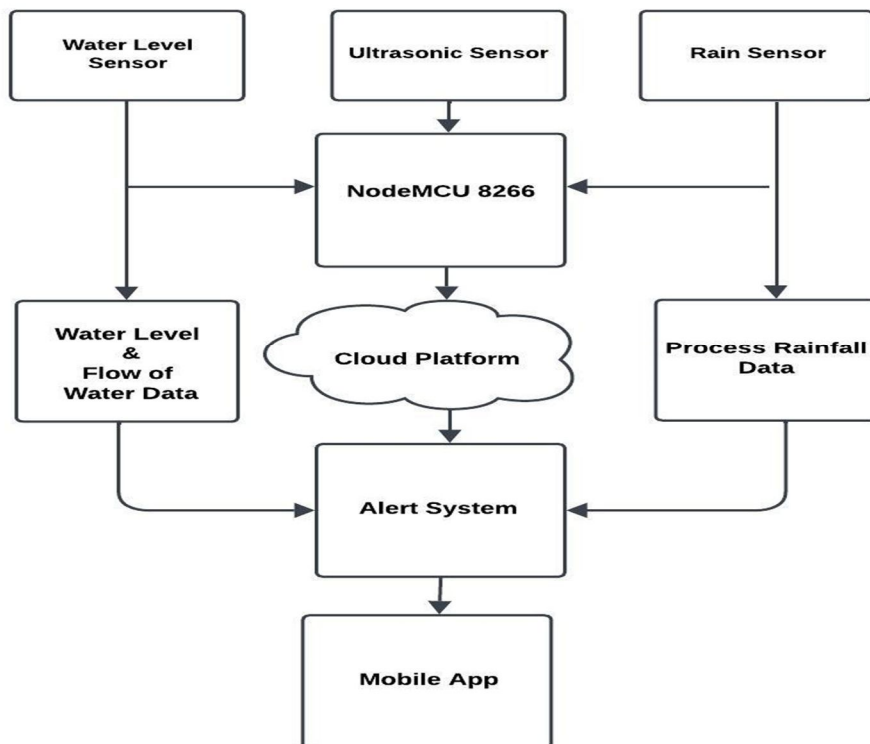 Water Level
Sensor
Ultrasonic Sensor
Rain Sensor
NodeMCU 8266
Water Level
&
Flow of
Water Data
Cloud Platform
Process Rainfall
Data
Alert System
Mobile App